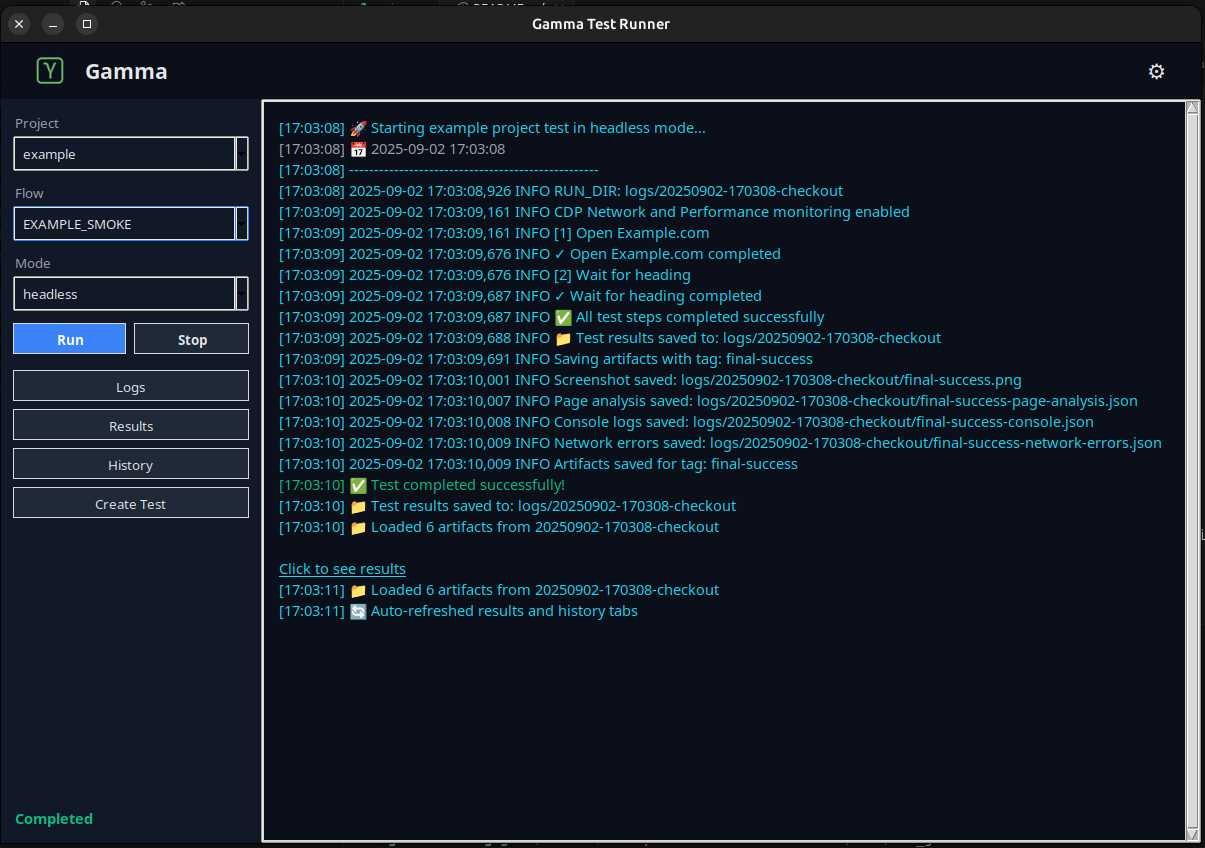 Gamma Test Runner
Gamma
Project
example
Flow
EXAMPLE_SMOKE
Mode
headless
Run
Stop
Logs
Results
History
Create Test
Completed
[17:03:08] 🚀 Starting example project test in headless mode...
[17:03:08] 📅 2025-09-02 17:03:08
[17:03:08] --------------------------------------------------
[17:03:08] 2025-09-02 17:03:08,926 INFO RUN_DIR: logs/20250902-170308-checkout
[17:03:09] 2025-09-02 17:03:09,161 INFO CDP Network and Performance monitoring enabled
[17:03:09] 2025-09-02 17:03:09,161 INFO [1] Open Example.com
[17:03:09] 2025-09-02 17:03:09,676 INFO ✓ Open Example.com completed
[17:03:09] 2025-09-02 17:03:09,676 INFO [2] Wait for heading
[17:03:09] 2025-09-02 17:03:09,687 INFO ✓ Wait for heading completed
[17:03:09] 2025-09-02 17:03:09,687 INFO ✅ All test steps completed successfully
[17:03:09] 2025-09-02 17:03:09,688 INFO 📁 Test results saved to: logs/20250902-170308-checkout
[17:03:09] 2025-09-02 17:03:09,691 INFO Saving artifacts with tag: final-success
[17:03:10] 2025-09-02 17:03:10,001 INFO Screenshot saved: logs/20250902-170308-checkout/final-success.png
[17:03:10] 2025-09-02 17:03:10,007 INFO Page analysis saved: logs/20250902-170308-checkout/final-success-page-analysis.json
[17:03:10] 2025-09-02 17:03:10,008 INFO Console logs saved: logs/20250902-170308-checkout/final-success-console.json
[17:03:10] 2025-09-02 17:03:10,009 INFO Network errors saved: logs/20250902-170308-checkout/final-success-network-errors.json
[17:03:10] 2025-09-02 17:03:10,009 INFO Artifacts saved for tag: final-success
[17:03:10] ✅ Test completed successfully!
[17:03:10] 📁 Test results saved to: logs/20250902-170308-checkout
[17:03:10] 📁 Loaded 6 artifacts from 20250902-170308-checkout
Click to see results
[17:03:11] 📁 Loaded 6 artifacts from 20250902-170308-checkout
[17:03:11] 🔄 Auto-refreshed results and history tabs